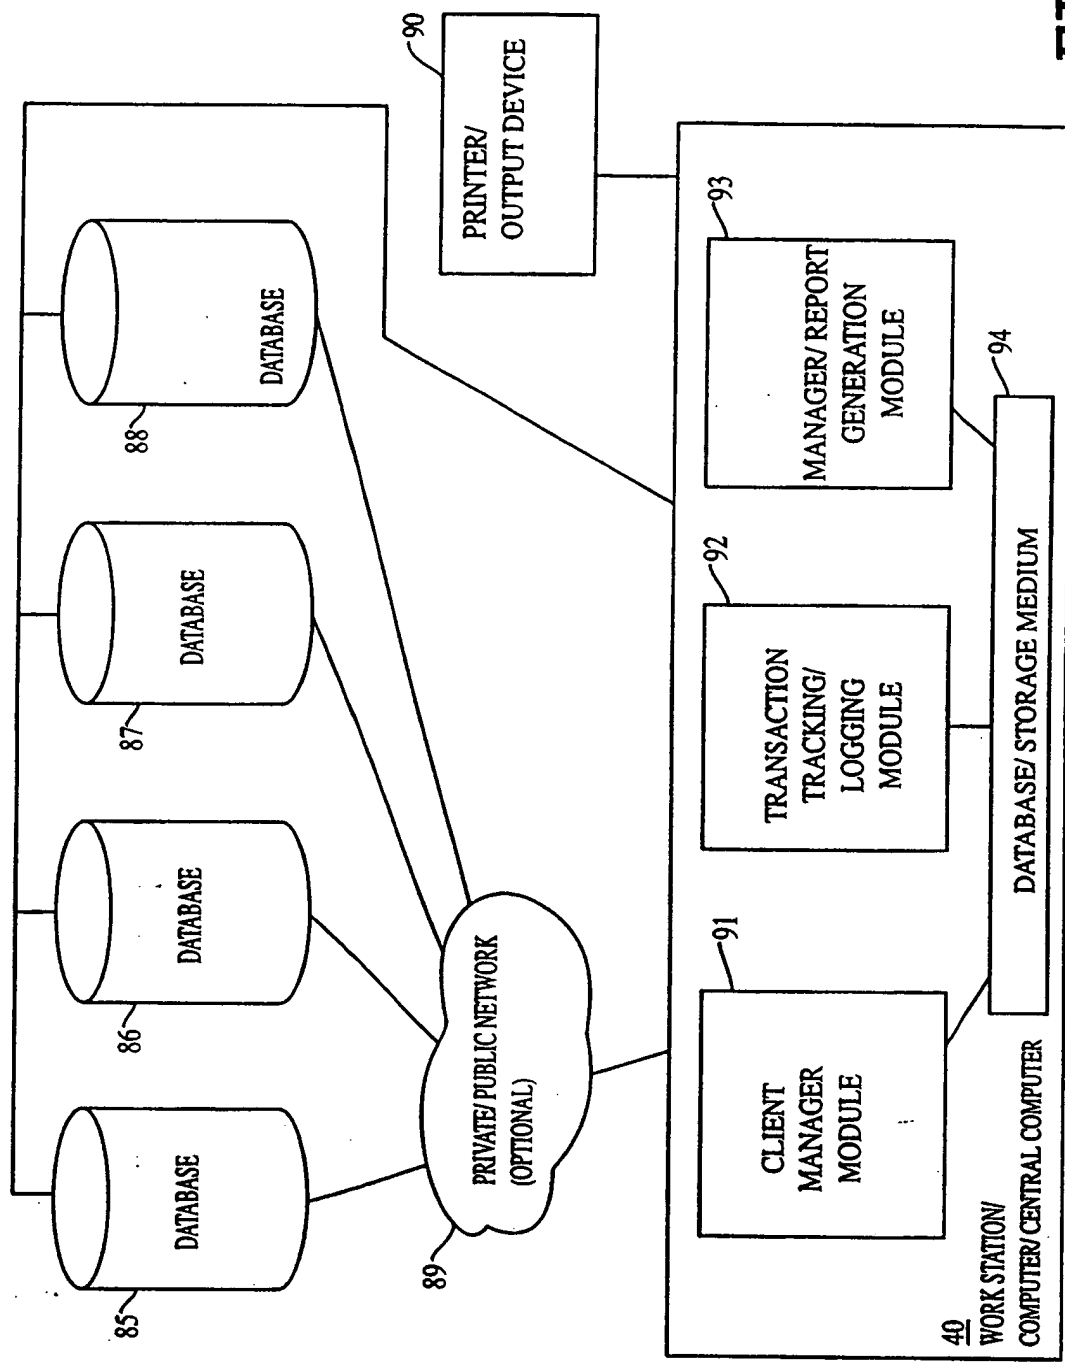 85
DATABASE
86
DATABASE
87
DATABASE
88
DATABASE
89
PRIVATE/ PUBLIC NETWORK
(OPTIONAL)
90
PRINTER/
OUTPUT DEVICE
91
CLIENT
MANAGER
MODULE
92
TRANSACTION
TRACKING/
LOGGING
MODULE
93
MANAGER/ REPORT
GENERATION
MODULE
94
DATABASE/ STORAGE MEDIUM
40
WORK STATION/
COMPUTER/ CENTRAL COMPUTER